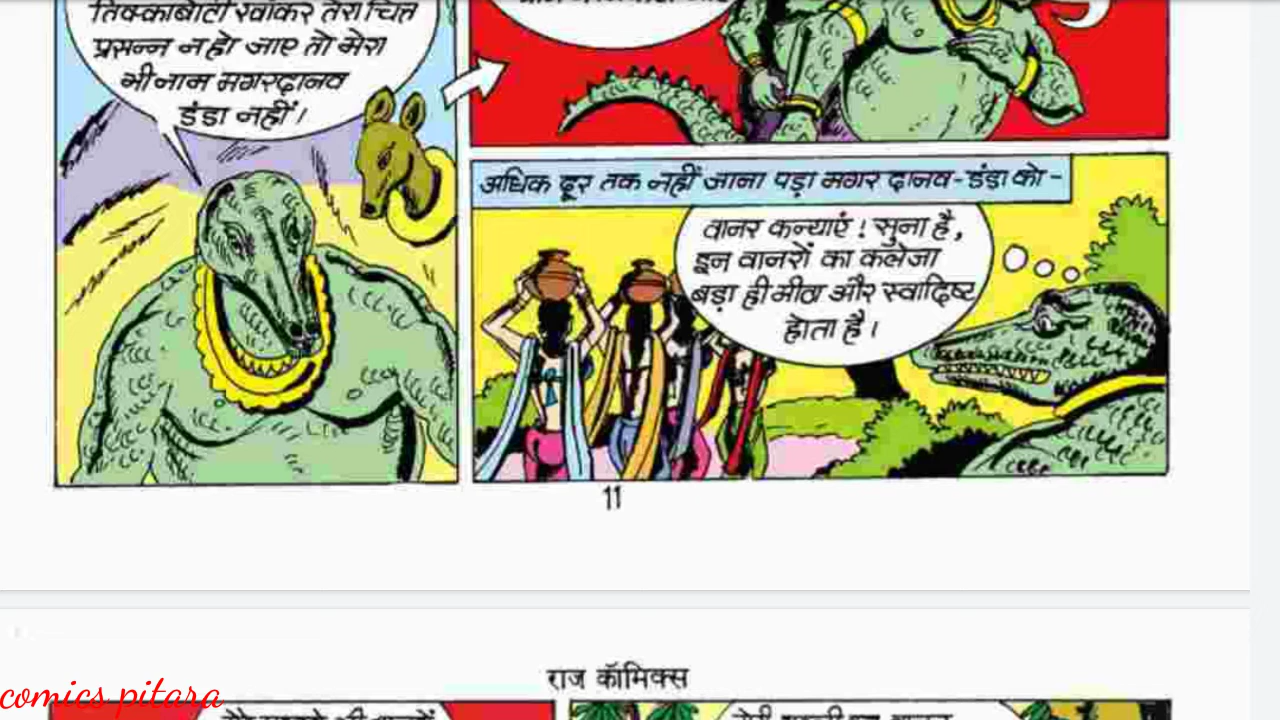 तिक्काबोटी खाकर तेरा चित्त
प्रसन्न न हो जाए तो मेरा
भी नाम मगरदानव
डंडा नहीं।
अधिक दूर तक नहीं जाना पड़ा मगर दानव-डंडा को-
वानर कन्याएं! सुना है,
इन वानरों का कलेजा
बड़ा ही मीठा और स्वादिष्ट
होता है।
11
राज कॉमिक्स
comics pitara